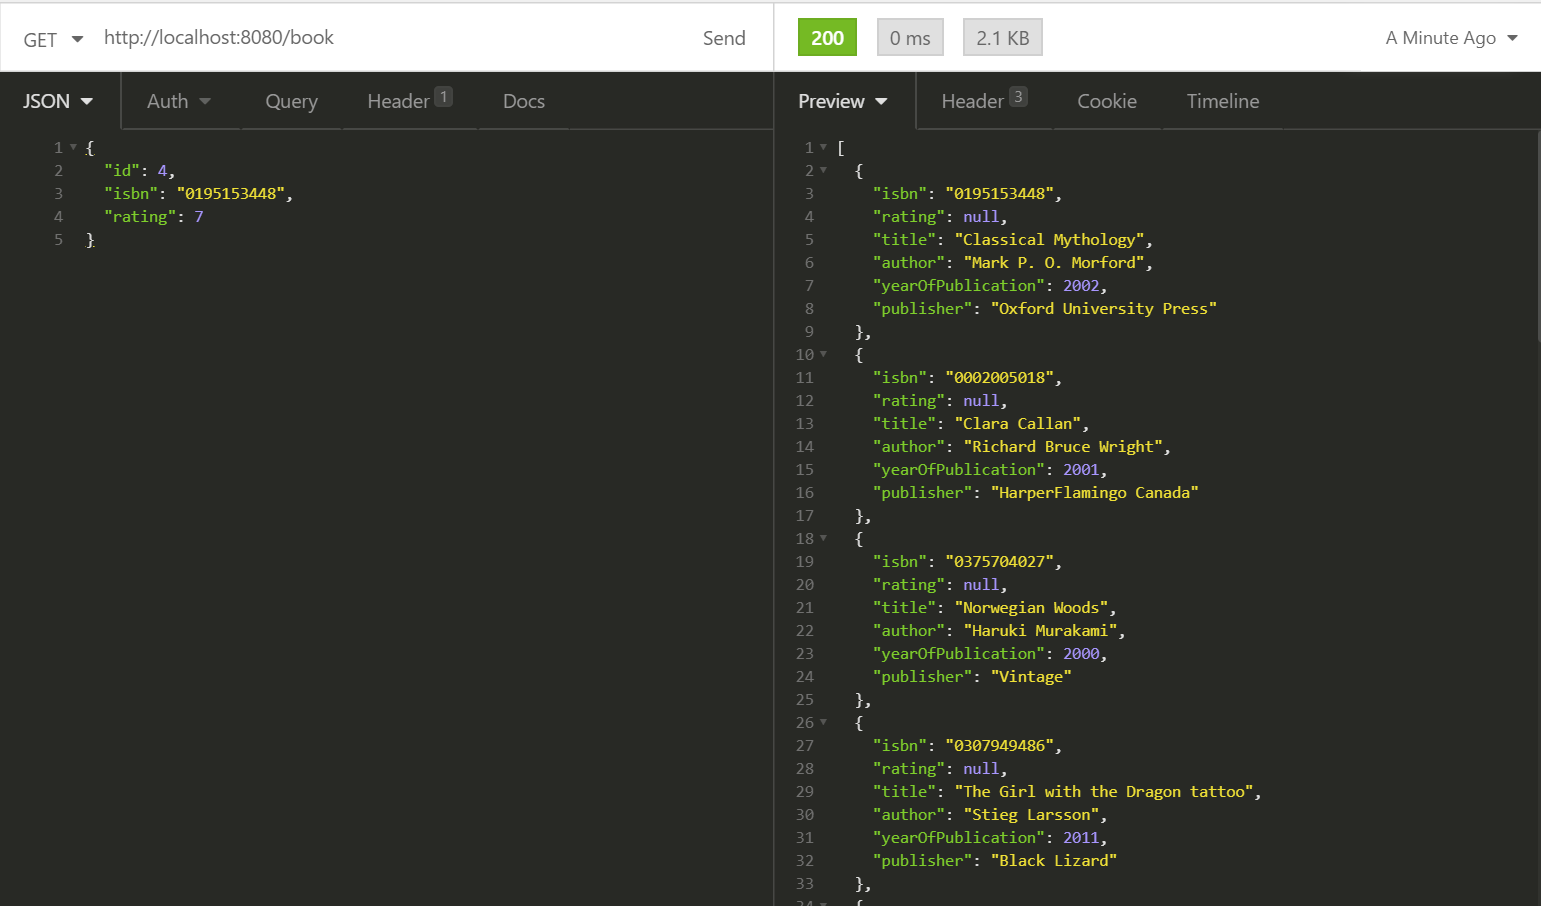 GET http://localhost:8080/book Send
200 0 ms 2.1 KB A Minute Ago
JSON Auth Query Header 1 Docs
1 {
2 "id": 4,
3 "isbn": "0195153448",
4 "rating": 7
5 }
Preview Header 3 Cookie Timeline
1 [
2 {
3 "isbn": "0195153448",
4 "rating": null,
5 "title": "Classical Mythology",
6 "author": "Mark P. O. Morford",
7 "yearOfPublication": 2002,
8 "publisher": "Oxford University Press"
9 },
10 {
11 "isbn": "0002005018",
12 "rating": null,
13 "title": "Clara Callan",
14 "author": "Richard Bruce Wright",
15 "yearOfPublication": 2001,
16 "publisher": "HarperFlamingo Canada"
17 },
18 {
19 "isbn": "0375704027",
20 "rating": null,
21 "title": "Norwegian Woods",
22 "author": "Haruki Murakami",
23 "yearOfPublication": 2000,
24 "publisher": "Vintage"
25 },
26 {
27 "isbn": "0307949486",
28 "rating": null,
29 "title": "The Girl with the Dragon tattoo",
30 "author": "Stieg Larsson",
31 "yearOfPublication": 2011,
32 "publisher": "Black Lizard"
33 },
34 {